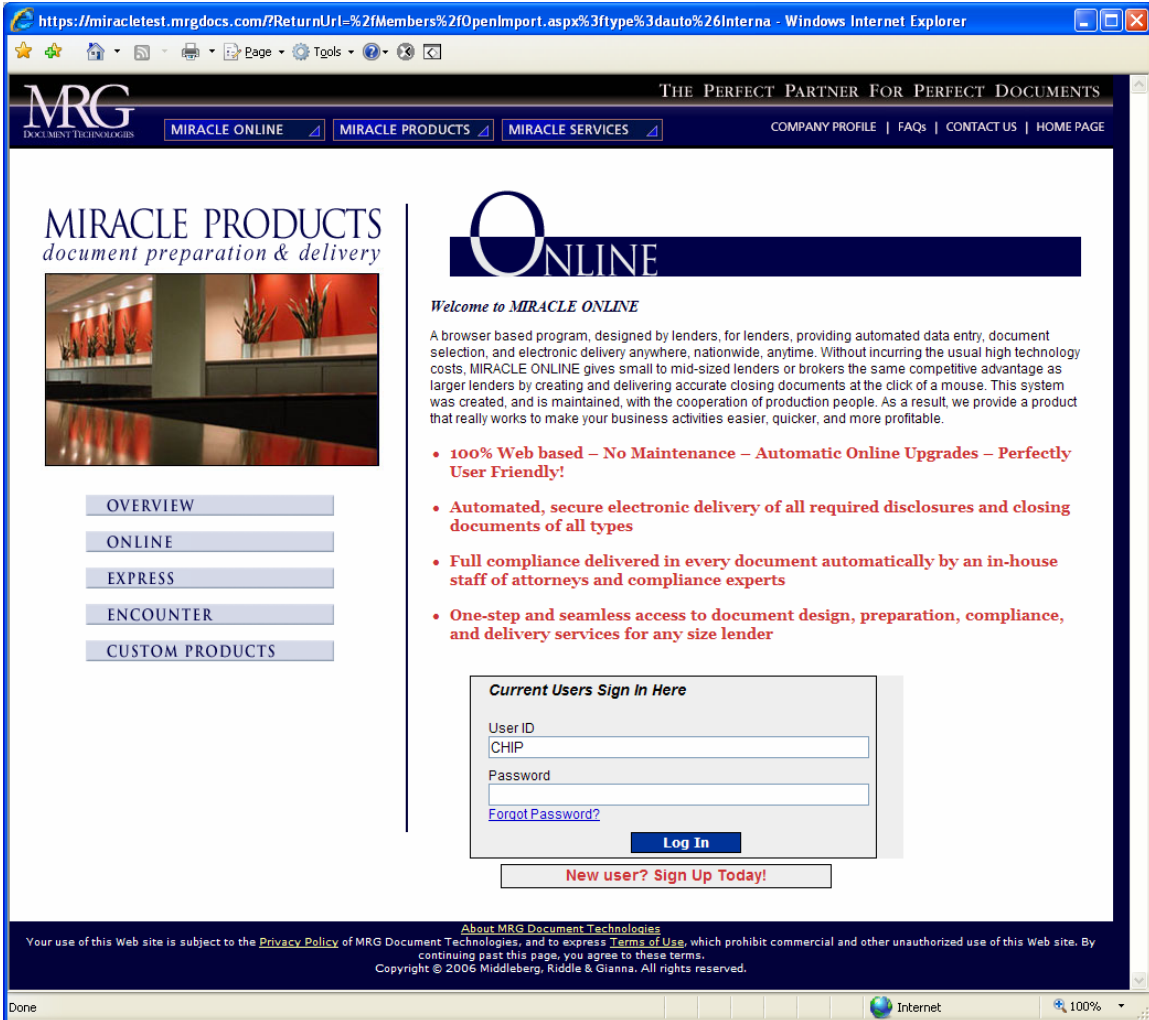 https://miracletest.mrgdocs.com/?ReturnUrl=%2fMembers%2fOpenImport.aspx%3ftype%3dauto%26Interna - Windows Internet Explorer
Page Tools
THE PERFECT PARTNER FOR PERFECT DOCUMENTS
MRG
DOCUMENT TECHNOLOGIES
MIRACLE ONLINE MIRACLE PRODUCTS MIRACLE SERVICES
COMPANY PROFILE | FAQs | CONTACT US | HOME PAGE
MIRACLE PRODUCTS
document preparation & delivery
OVERVIEW
ONLINE
EXPRESS
ENCOUNTER
CUSTOM PRODUCTS
ONLINE
Welcome to MIRACLE ONLINE
A browser based program, designed by lenders, for lenders, providing automated data entry, document
selection, and electronic delivery anywhere, nationwide, anytime. Without incurring the usual high technology
costs, MIRACLE ONLINE gives small to mid-sized lenders or brokers the same competitive advantage as
larger lenders by creating and delivering accurate closing documents at the click of a mouse. This system
was created, and is maintained, with the cooperation of production people. As a result, we provide a product
that really works to make your business activities easier, quicker, and more profitable.
• 100% Web based – No Maintenance – Automatic Online Upgrades – Perfectly
User Friendly!
• Automated, secure electronic delivery of all required disclosures and closing
documents of all types
• Full compliance delivered in every document automatically by an in-house
staff of attorneys and compliance experts
• One-step and seamless access to document design, preparation, compliance,
and delivery services for any size lender
Current Users Sign In Here
User ID
CHIP
Password
Forgot Password?
Log In
New user? Sign Up Today!
About MRG Document Technologies
Your use of this Web site is subject to the Privacy Policy of MRG Document Technologies, and to express Terms of Use, which prohibit commercial and other unauthorized use of this Web site. By
continuing past this page, you agree to these terms.
Copyright © 2006 Middleberg, Riddle & Gianna. All rights reserved.
Done
Internet
100%